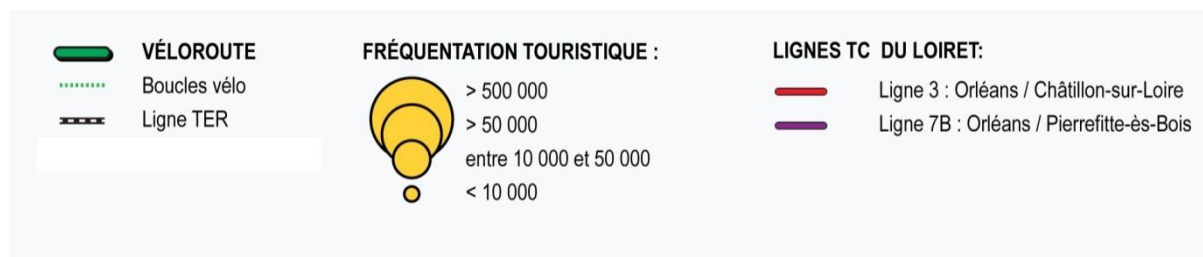 VÉLOROUTE
Boucles vélo
Ligne TER
FRÉQUENTATION TOURISTIQUE :
> 500 000
> 50 000
entre 10 000 et 50 000
< 10 000
LIGNES TC DU LOIRET:
Ligne 3 : Orléans / Châtillon-sur-Loire
Ligne 7B : Orléans / Pierrefitte-ès-Bois